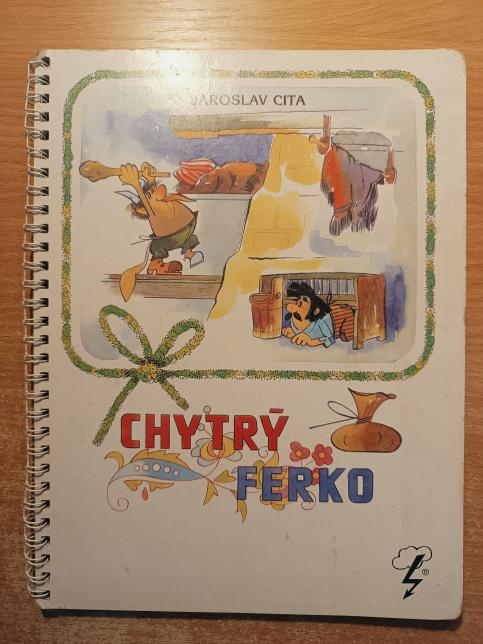 JAROSLAV CITA
CHYTRÝ
FERKO
®